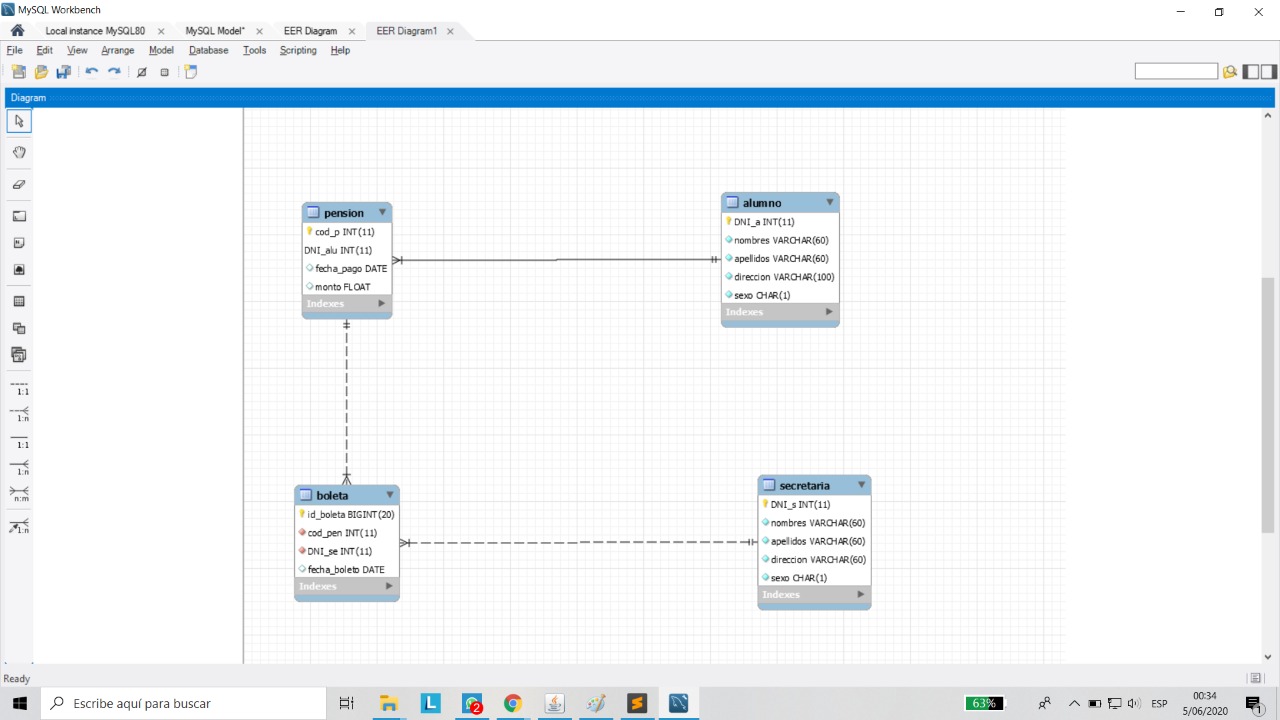 MySQL Workbench
Local instance MySQL80
MySQL Model*
EER Diagram
EER Diagram1
File Edit View Arrange Model Database Tools Scripting Help
Diagram
pension
cod_p INT(11)
DNI_alu INT(11)
fecha_pago DATE
monto FLOAT
Indexes
alumno
DNI_a INT(11)
nombres VARCHAR(60)
apellidos VARCHAR(60)
direccion VARCHAR(100)
sexo CHAR(1)
Indexes
1:1
1:n
1:1
1:n
n:m
1:n
boleta
id_boleta BIGINT(20)
cod_pen INT(11)
DNI_se INT(11)
fecha_boleto DATE
Indexes
secretaria
DNI_s INT(11)
nombres VARCHAR(60)
apellidos VARCHAR(60)
direccion VARCHAR(60)
sexo CHAR(1)
Indexes
Ready
Escribe aquí para buscar
L
2
S
63%
ESP
00:34
5/06/2020
1